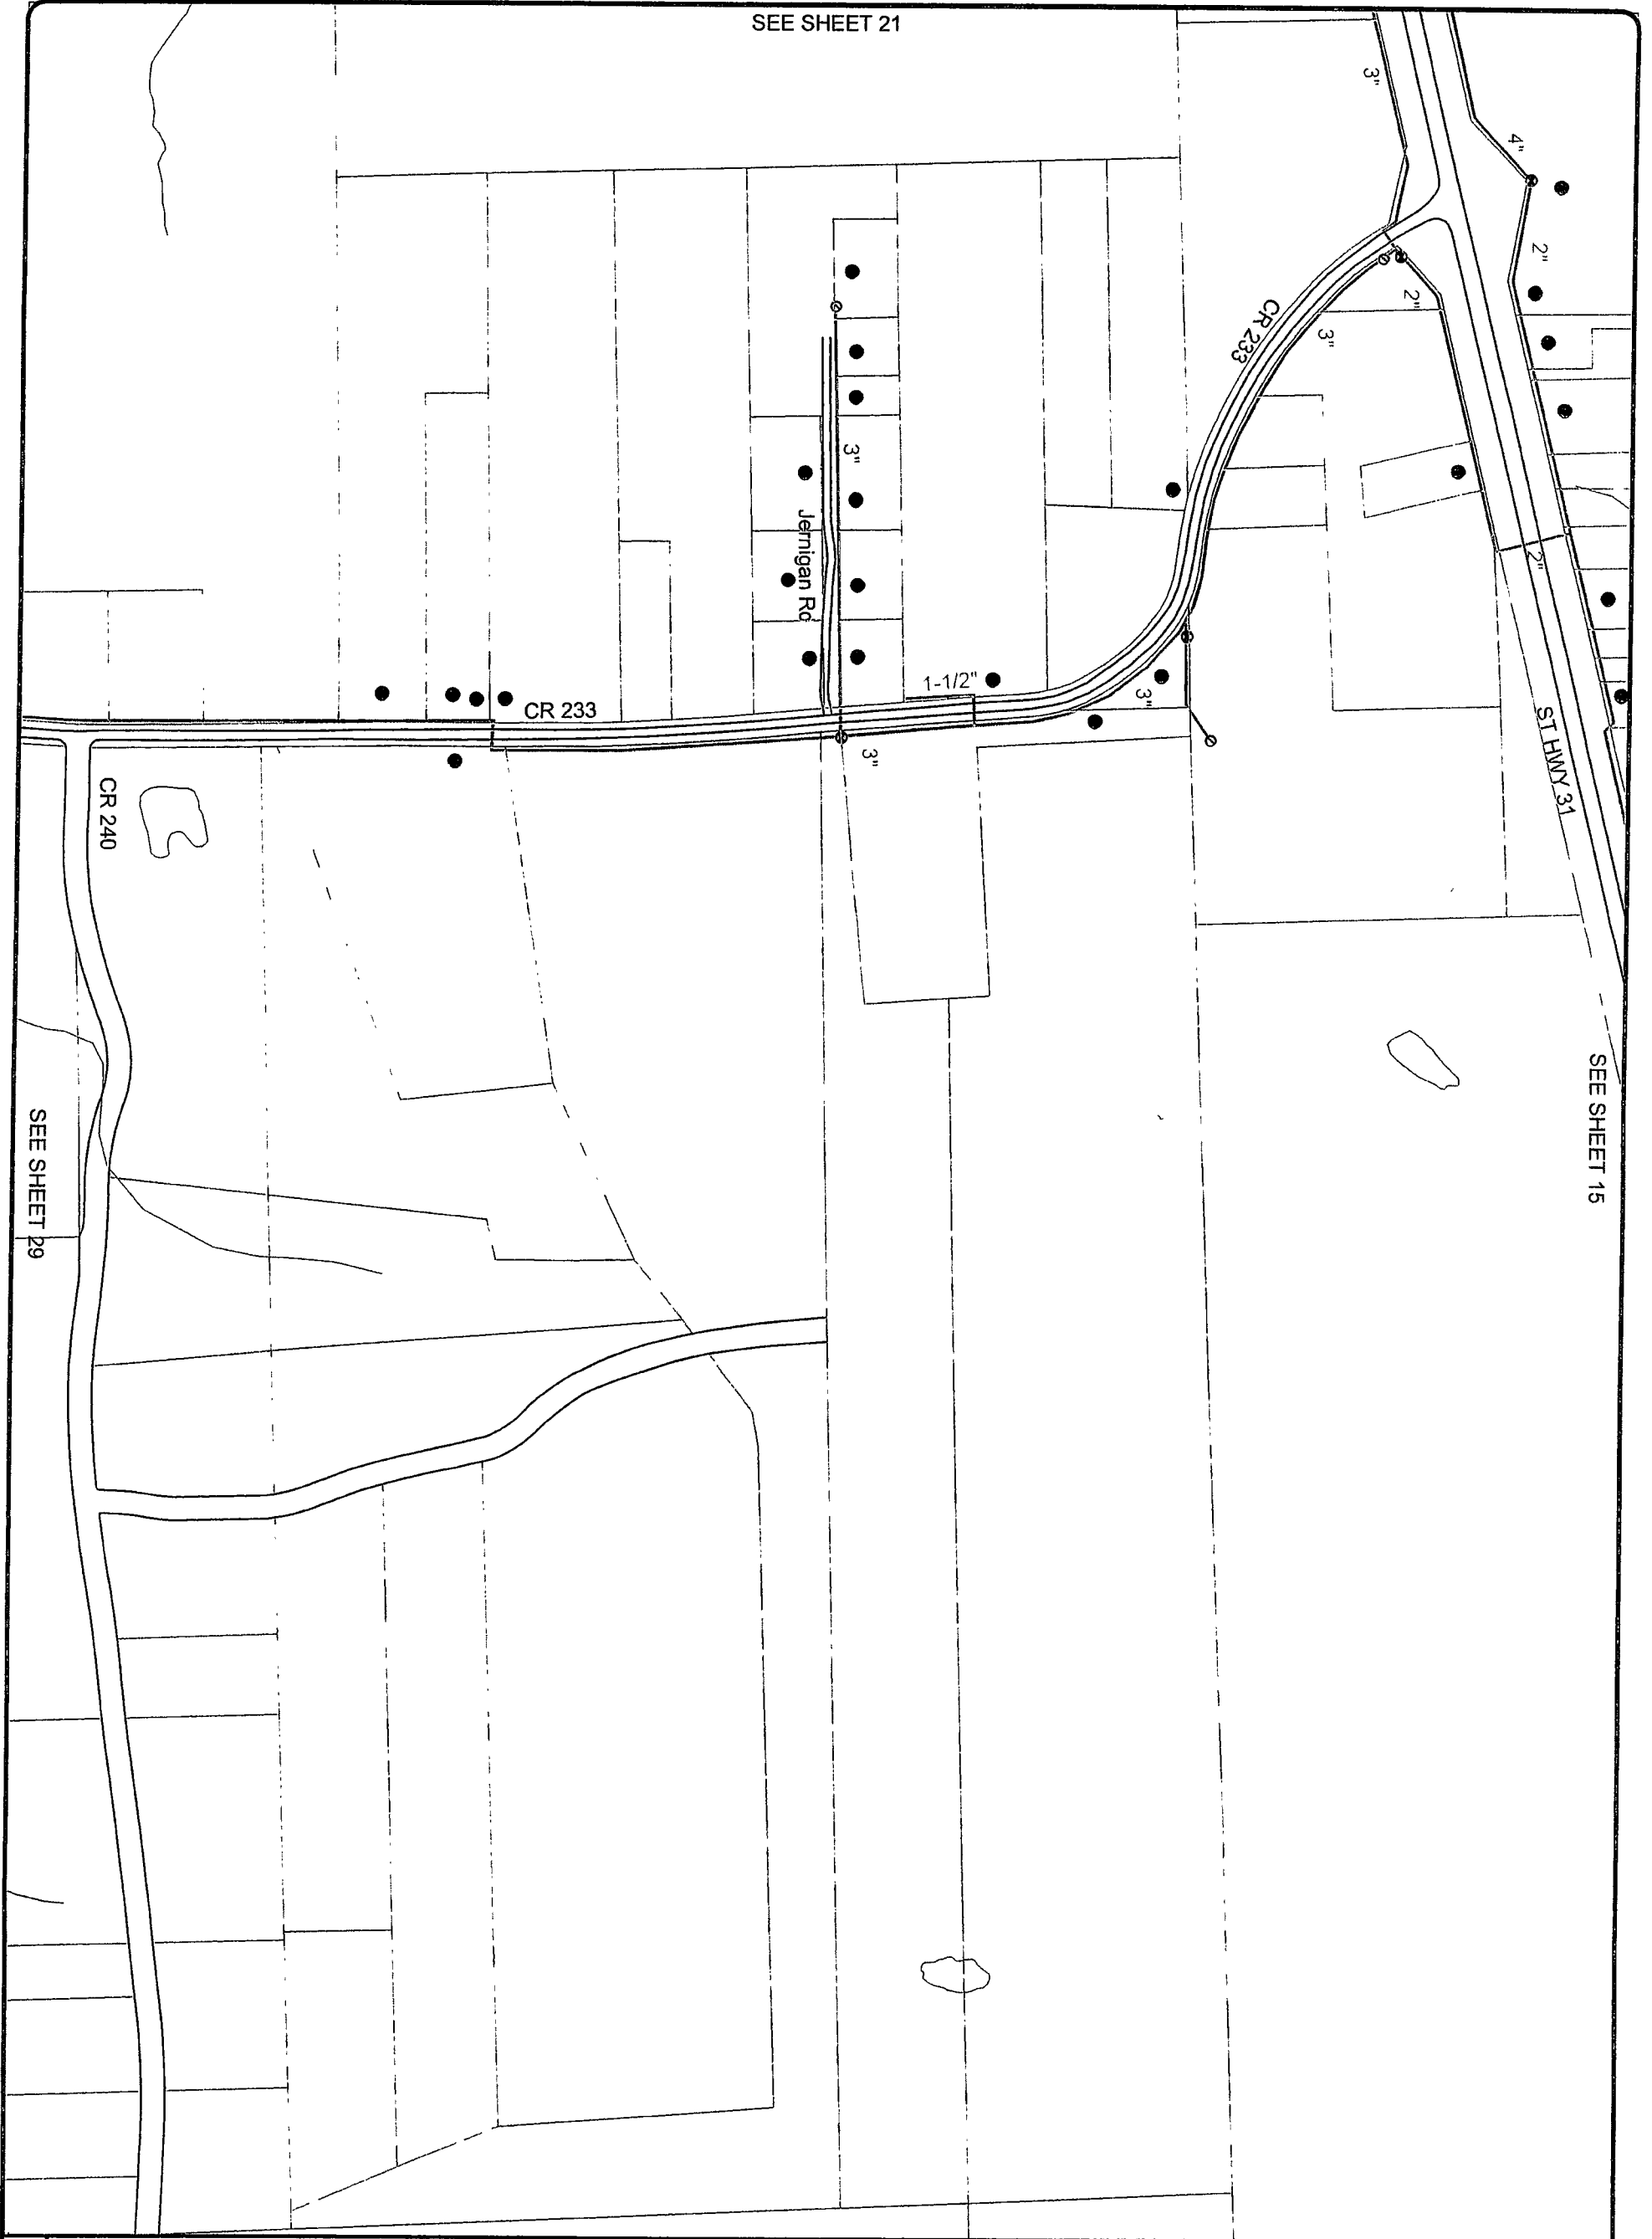 SEE SHEET 21
3"
4"
2"
2"
CR 233
3"
3"
Jernigan Rd
2"
1-1/2"
3"
CR 233
3"
ST HWY 31
CR 240
SEE SHEET 15
SEE SHEET 29